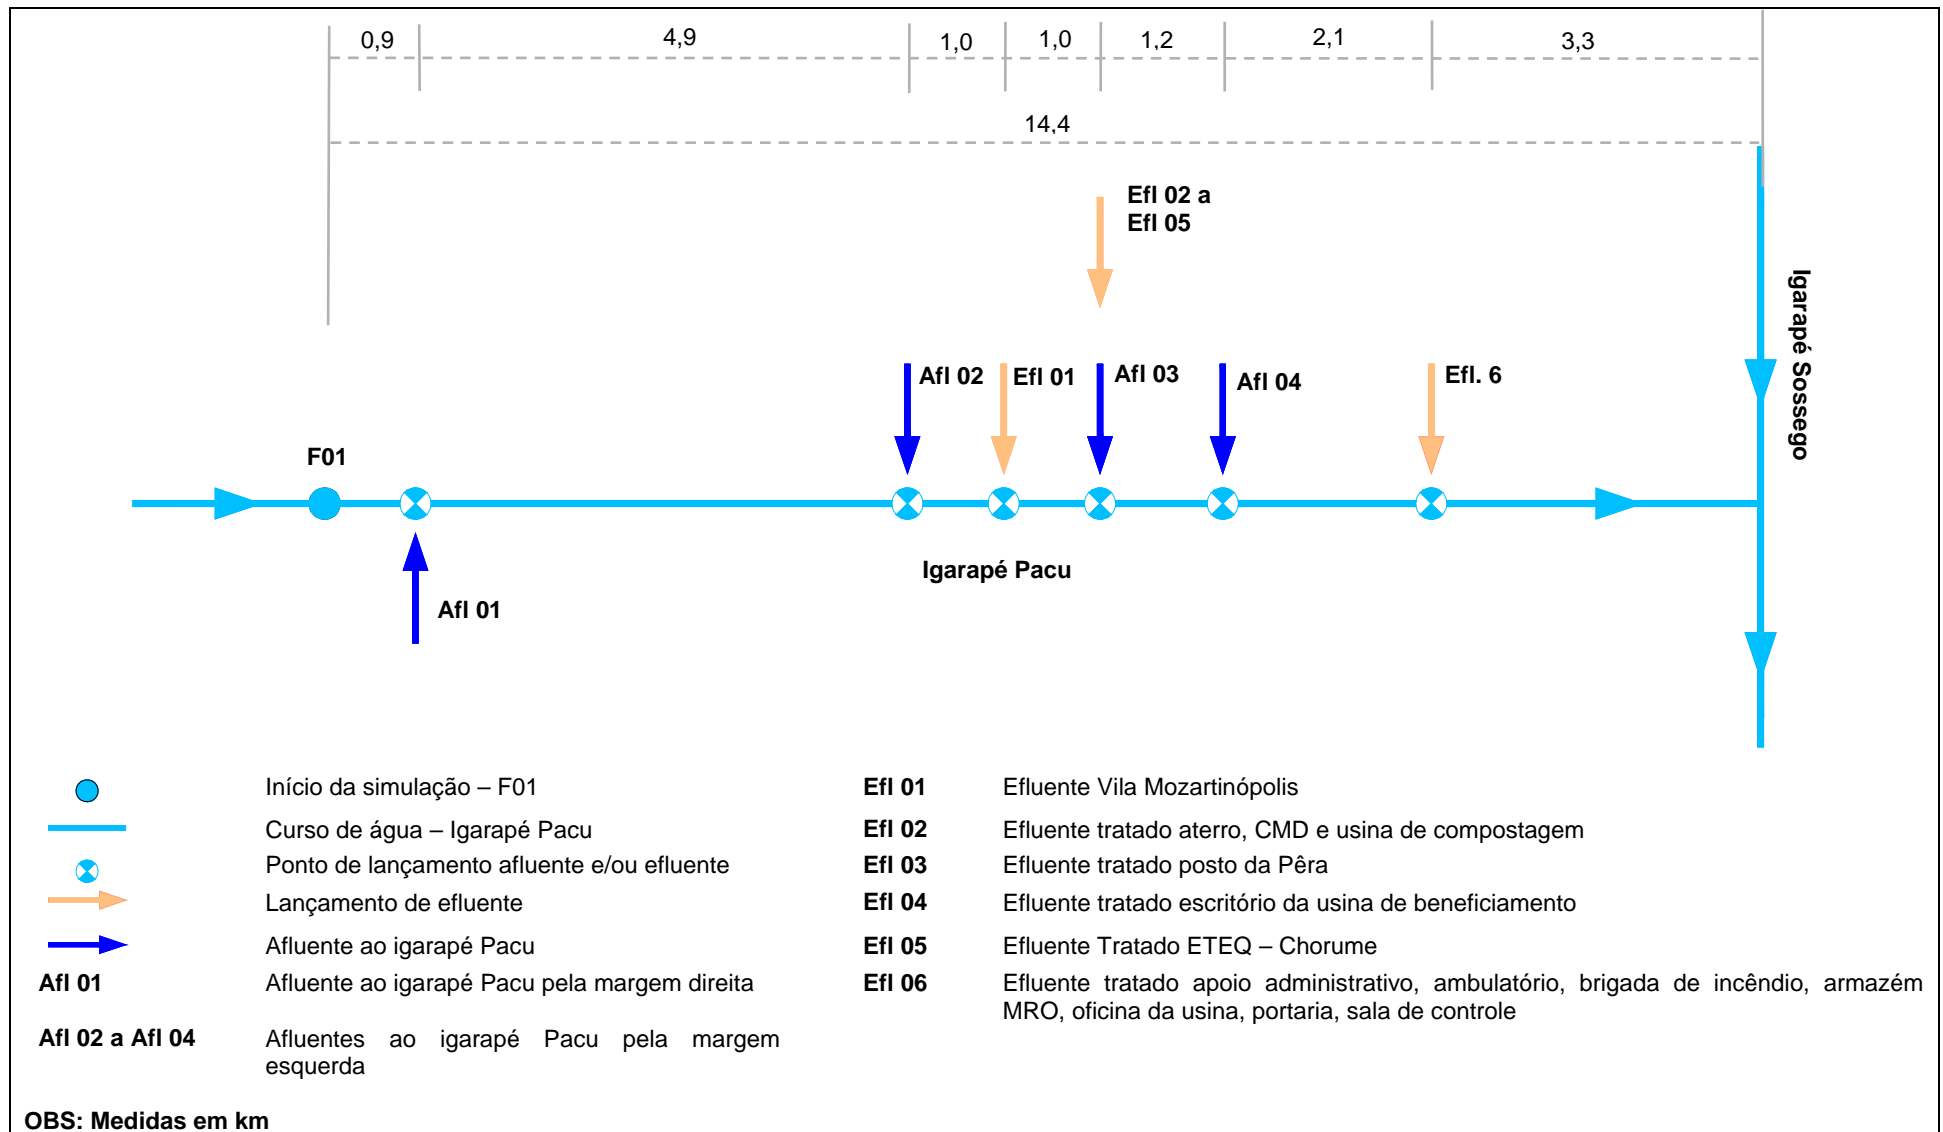 0,9
4,9
1,0
1,0
1,2
2,1
3,3
14,4
Efl 02 a
Efl 05
Igarapé Sossego
Afl 02
Efl 01
Afl 03
Afl 04
Efl. 6
F01
Igarapé Pacu
Afl 01
Início da simulação – F01
Curso de água – Igarapé Pacu
Ponto de lançamento afluente e/ou efluente
Lançamento de efluente
Afluente ao igarapé Pacu
Afl 01 Afluente ao igarapé Pacu pela margem direita
Afl 02 a Afl 04 Afluentes ao igarapé Pacu pela margem
esquerda
Efl 01 Efluente Vila Mozartinópolis
Efl 02 Efluente tratado aterro, CMD e usina de compostagem
Efl 03 Efluente tratado posto da Pêra
Efl 04 Efluente tratado escritório da usina de beneficiamento
Efl 05 Efluente Tratado ETEQ – Chorume
Efl 06 Efluente tratado apoio administrativo, ambulatório, brigada de incêndio, armazém
MRO, oficina da usina, portaria, sala de controle
OBS: Medidas em km